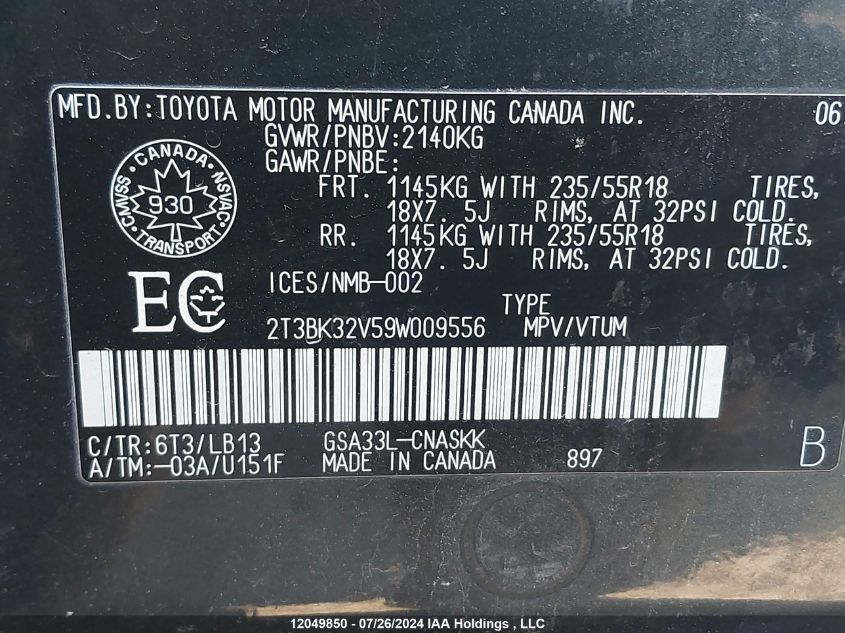 MFD.BY:TOYOTA MOTOR MANUFACTURING CANADA INC. 06
GVWR/PNBV:2140KG
GAWR/PNBE:
FRT. 1145KG WITH 235/55R18 TIRES,
18X7. 5J RIMS, AT 32PSI COLD.
RR. 1145KG WITH 235/55R18 TIRES,
18X7. 5J RIMS, AT 32PSI COLD.
CANADA
CMVSS 930 NSVAC
TRANSPORT
EC
ICES/NMB-002
TYPE
2T3BK32V59W009556 MPV/VTUM
C/TR:6T3/LB13 GSA33L-CNASKK
A/TM:-03A/U151F MADE IN CANADA 897 B
12049850 - 07/26/2024 IAA Holdings , LLC